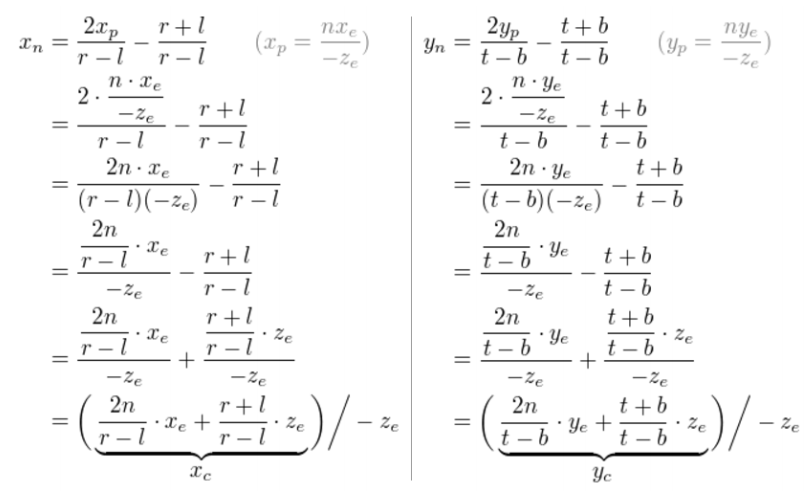 x_n = \frac{2x_p}{r-l} - \frac{r+l}{r-l} \quad (x_p = \frac{nx_e}{-z_e})
= \frac{2 \cdot \frac{n \cdot x_e}{-z_e}}{r-l} - \frac{r+l}{r-l}
= \frac{2n \cdot x_e}{(r-l)(-z_e)} - \frac{r+l}{r-l}
= \frac{\frac{2n}{r-l} \cdot x_e}{-z_e} - \frac{r+l}{r-l}
= \frac{\frac{2n}{r-l} \cdot x_e}{-z_e} + \frac{\frac{r+l}{r-l} \cdot z_e}{-z_e}
= \left( \underbrace{\frac{2n}{r-l} \cdot x_e + \frac{r+l}{r-l} \cdot z_e}_{x_c} \right) / -z_e
y_n = \frac{2y_p}{t-b} - \frac{t+b}{t-b} \quad (y_p = \frac{ny_e}{-z_e})
= \frac{2 \cdot \frac{n \cdot y_e}{-z_e}}{t-b} - \frac{t+b}{t-b}
= \frac{2n \cdot y_e}{(t-b)(-z_e)} - \frac{t+b}{t-b}
= \frac{\frac{2n}{t-b} \cdot y_e}{-z_e} - \frac{t+b}{t-b}
= \frac{\frac{2n}{t-b} \cdot y_e}{-z_e} + \frac{\frac{t+b}{t-b} \cdot z_e}{-z_e}
= \left( \underbrace{\frac{2n}{t-b} \cdot y_e + \frac{t+b}{t-b} \cdot z_e}_{y_c} \right) / -z_e